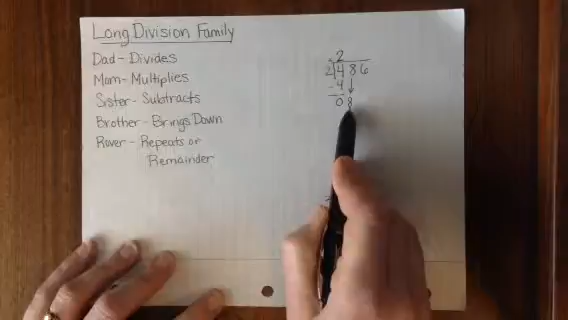 Long Division Family
Dad- Divides
Mom- Multiplies
Sister- Subtracts
Brother- Brings Down
Rover- Repeats or
Remainder
2
2 486
-4
08